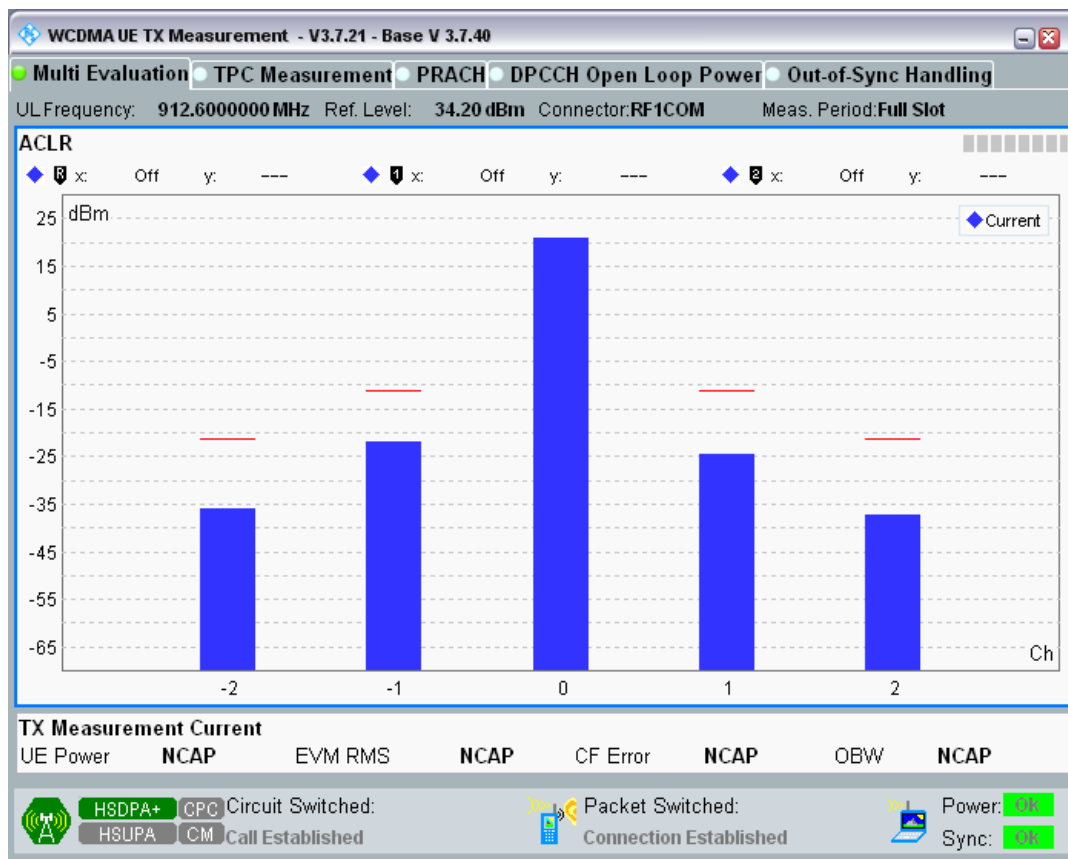 WCDMA UE TX Measurement - V3.7.21 - Base V 3.7.40
Multi Evaluation TPC Measurement PRACH DPCCH Open Loop Power Out-of-Sync Handling
UL Frequency: 912.6000000 MHz Ref. Level: 34.20 dBm Connector:RF1COM Meas. Period:Full Slot
ACLR
R x: Off y: --- 1 x: Off y: --- 2 x: Off y: ---
dBm
Current
25
15
5
-5
-15
-25
-35
-45
-55
-65
Ch
-2 -1 0 1 2
TX Measurement Current
UE Power NCAP EVM RMS NCAP CF Error NCAP OBW NCAP
HSDPA+ CPC Circuit Switched: Packet Switched: Power: OK
HSUPA CM Call Established Connection Established Sync: OK